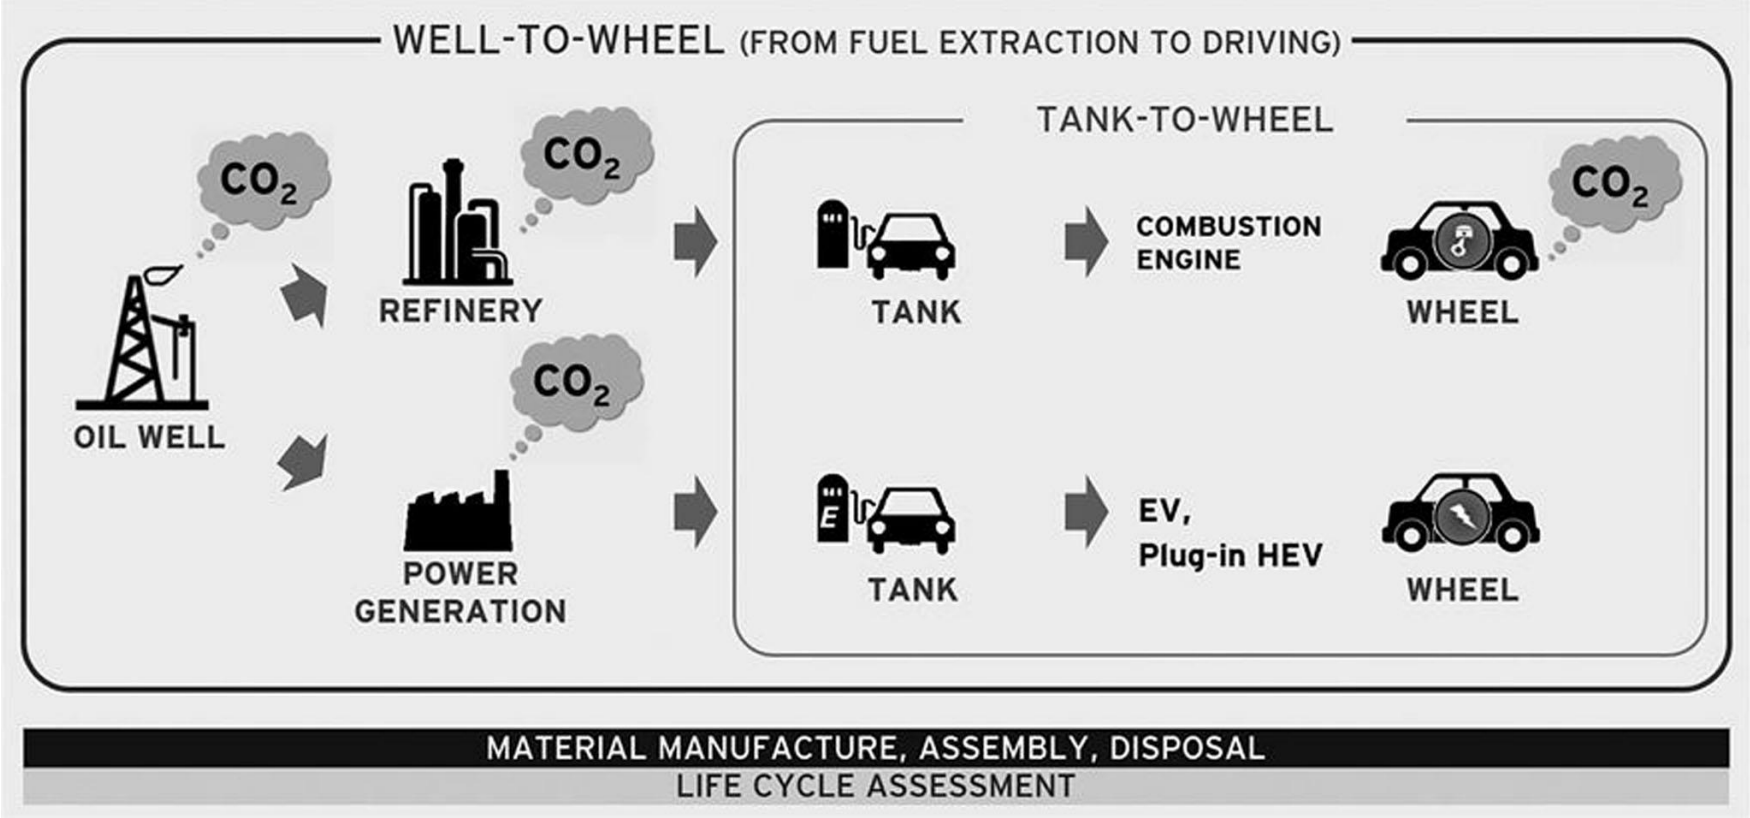 WELL-TO-WHEEL (FROM FUEL EXTRACTION TO DRIVING)
TANK-TO-WHEEL
CO2
CO2
CO2
COMBUSTION
ENGINE
REFINERY
TANK
WHEEL
OIL WELL
CO2
E
EV,
Plug-in HEV
POWER
GENERATION
TANK
WHEEL
MATERIAL MANUFACTURE, ASSEMBLY, DISPOSAL
LIFE CYCLE ASSESSMENT